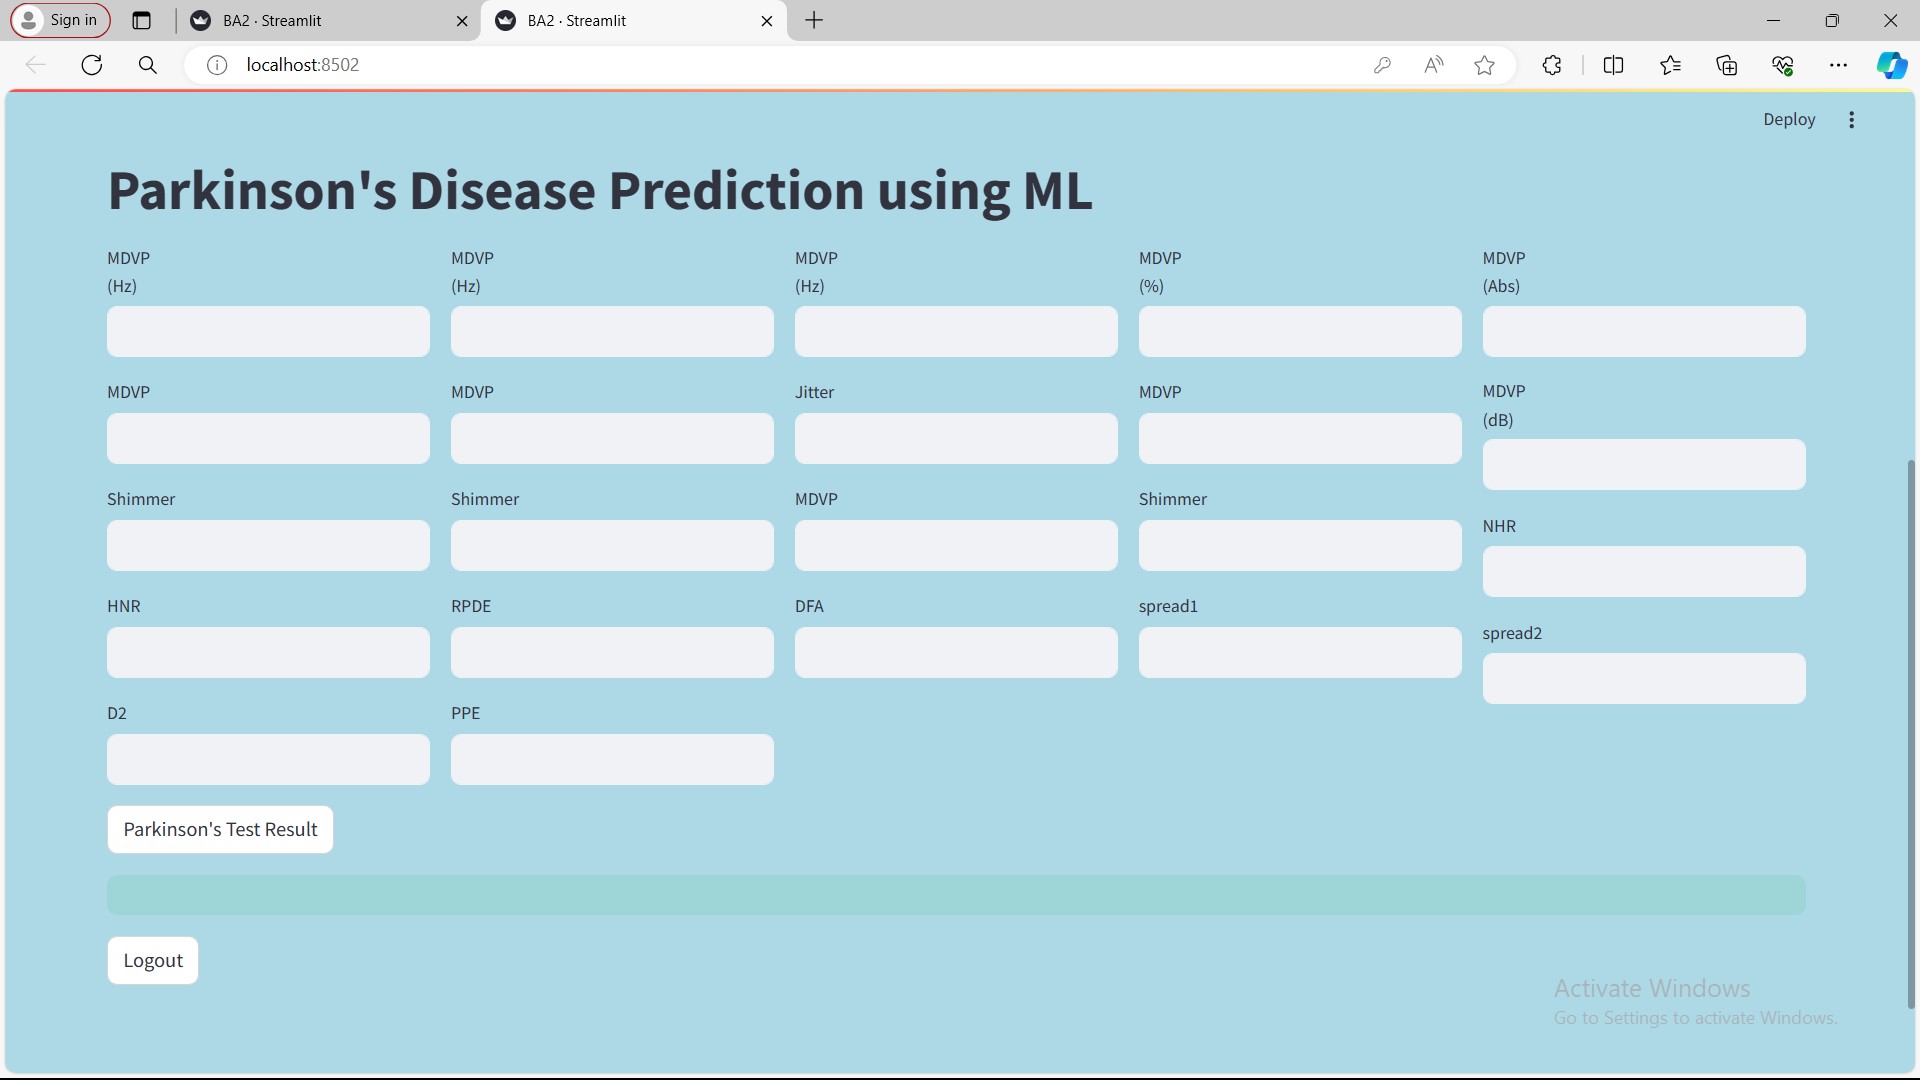 Sign in
BA2 · Streamlit
BA2 · Streamlit
localhost:8502
Deploy
Parkinson's Disease Prediction using ML
MDVP
(Hz)
MDVP
(Hz)
MDVP
(Hz)
MDVP
(%)
MDVP
(Abs)
MDVP
MDVP
Jitter
MDVP
MDVP
(dB)
Shimmer
Shimmer
MDVP
Shimmer
NHR
HNR
RPDE
DFA
spread1
spread2
D2
PPE
Parkinson's Test Result
Logout
Activate Windows
Go to Settings to activate Windows.